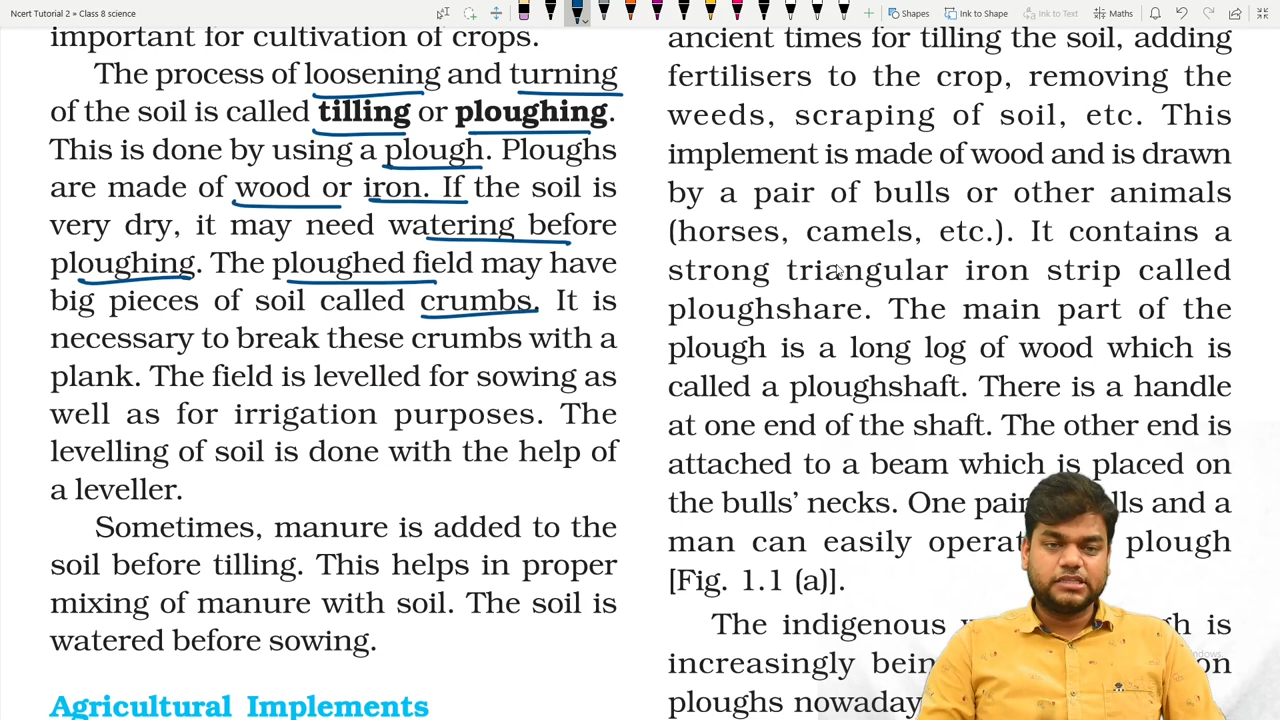 Ncert Tutorial 2 » Class 8 science
Shapes
Ink to Shape
Ink to Text
Maths
important for cultivation of crops.
The process of loosening and turning
of the soil is called tilling or ploughing.
This is done by using a plough. Ploughs
are made of wood or iron. If the soil is
very dry, it may need watering before
ploughing. The ploughed field may have
big pieces of soil called crumbs. It is
necessary to break these crumbs with a
plank. The field is levelled for sowing as
well as for irrigation purposes. The
levelling of soil is done with the help of
a leveller.
Sometimes, manure is added to the
soil before tilling. This helps in proper
mixing of manure with soil. The soil is
watered before sowing.
Agricultural Implements
ancient times for tilling the soil, adding
fertilisers to the crop, removing the
weeds, scraping of soil, etc. This
implement is made of wood and is drawn
by a pair of bulls or other animals
(horses, camels, etc.). It contains a
strong triangular iron strip called
ploughshare. The main part of the
plough is a long log of wood which is
called a ploughshaft. There is a handle
at one end of the shaft. The other end is
attached to a beam which is placed on
the bulls' necks. One pair and a
man can easily plough
[Fig. 1.1 (a)].
The indigenous is
increasingly
ploughs